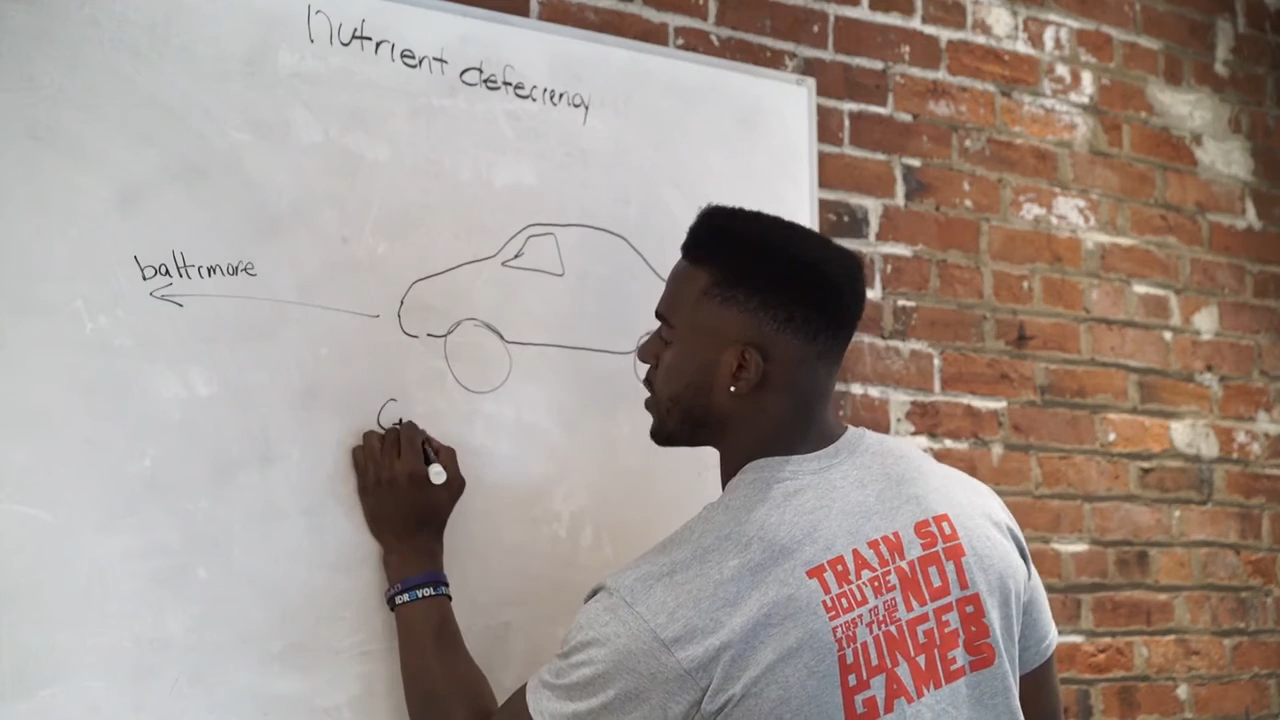 Nutrient defeciency
baltimore
G
TRAIN SO
YOU'RE NOT
FIRST TO GO
IN THE
HUNGER
GAMES